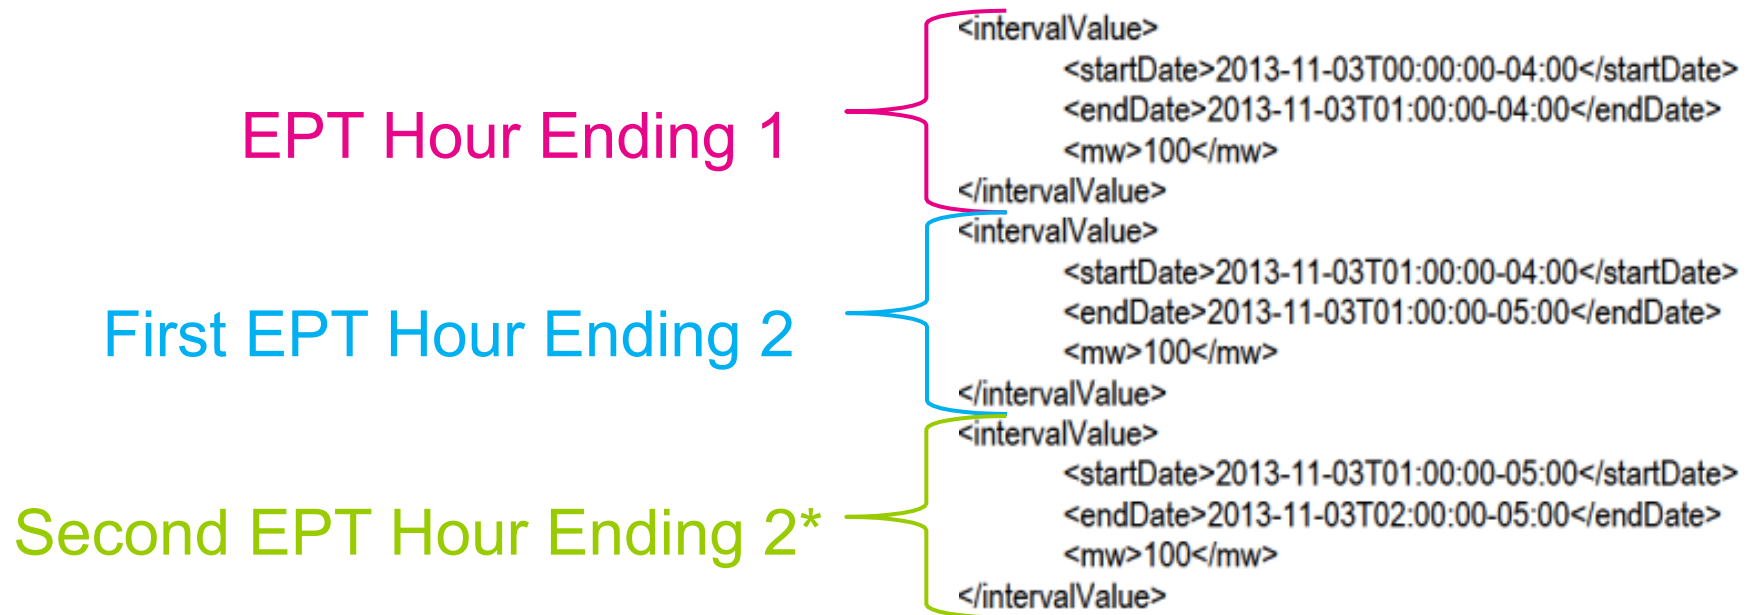 <intervalValue>
<startDate>2013-11-03T00:00:00-04:00</startDate>
<endDate>2013-11-03T01:00:00-04:00</endDate>
EPT Hour Ending 1
<mw>100</mw>
</intervalValue>
<intervalValue>
<startDate>2013-11-03T01:00:00-04:00</startDate>
<endDate>2013-11-03T01:00:00-05:00</endDate>
First EPT Hour Ending 2
<mw>100</mw>
</intervalValue>
<intervalValue>
<startDate>2013-11-03T01:00:00-05:00</startDate>
<endDate>2013-11-03T02:00:00-05:00</endDate>
Second EPT Hour Ending 2*
<mw>100</mw>
</intervalValue>